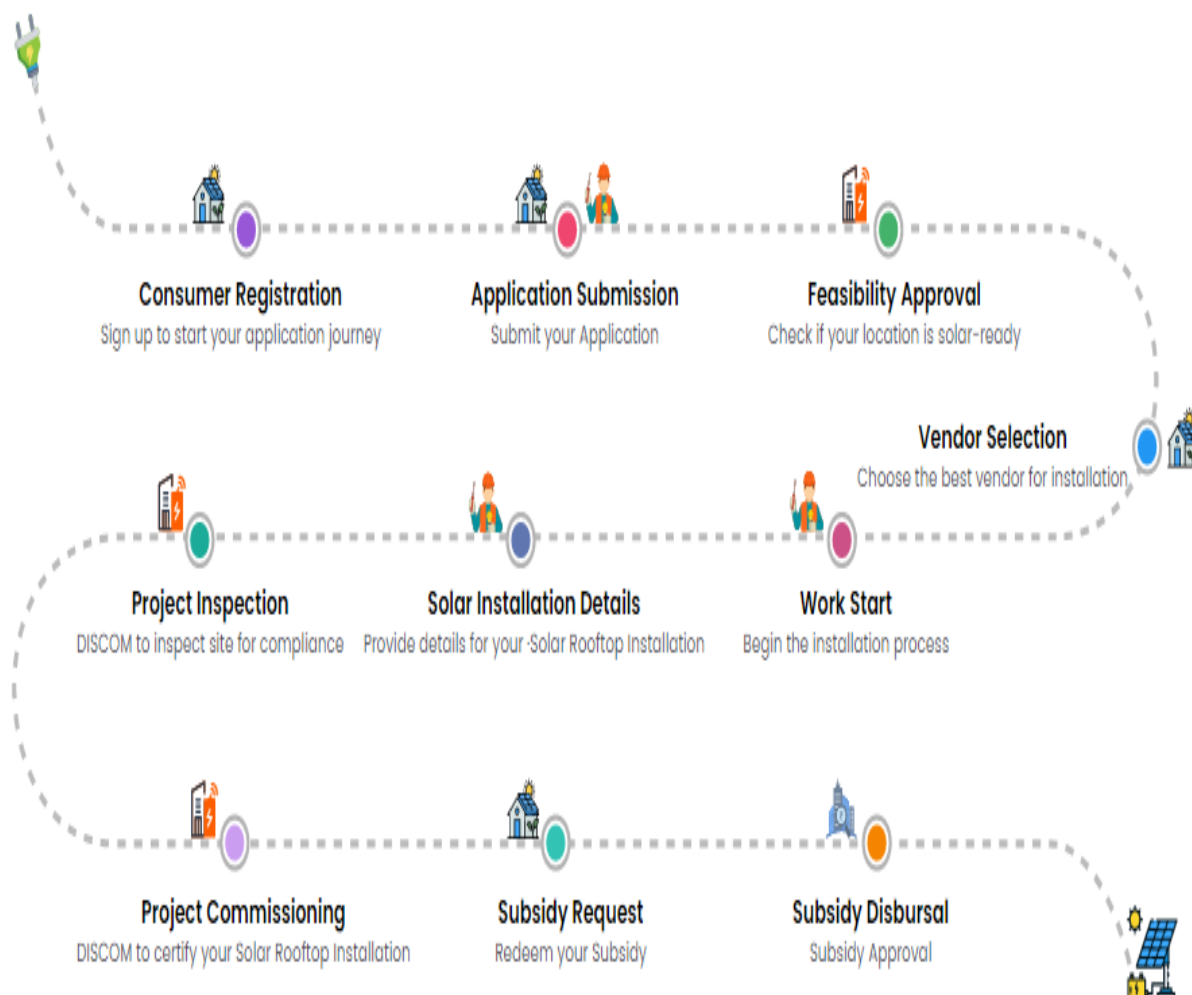 Consumer Registration
Sign up to start your application journey
Application Submission
Submit your Application
Feasibility Approval
Check if your location is solar-ready
Vendor Selection
Choose the best vendor for installation
Work Start
Begin the installation process
Solar Installation Details
Provide details for your -Solar Rooftop Installation
Project Inspection
DISCOM to inspect site for compliance
Project Commissioning
DISCOM to certify your Solar Rooftop Installation
Subsidy Request
Redeem your Subsidy
Subsidy Disbursal
Subsidy Approval